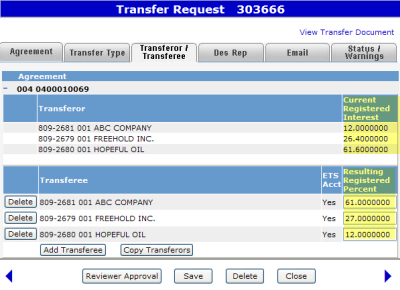 Transfer Request 303666
View Transfer Document
Agreement
Transfer Type
Transferor /
Transferee
Des Rep
Email
Status /
Warnings
Agreement
− 004 0400010069
Transferor
Current
Registered
Interest
809-2681 001 ABC COMPANY 12.0000000
809-2679 001 FREEHOLD INC. 26.4000000
809-2680 001 HOPEFUL OIL 61.6000000
Transferee
ETS
Acct
Resulting
Registered
Percent
Delete 809-2681 001 ABC COMPANY Yes 61.0000000
Delete 809-2679 001 FREEHOLD INC. Yes 27.0000000
Delete 809-2680 001 HOPEFUL OIL Yes 12.0000000
Add Transferee Copy Transferors
Reviewer Approval Save Delete Close